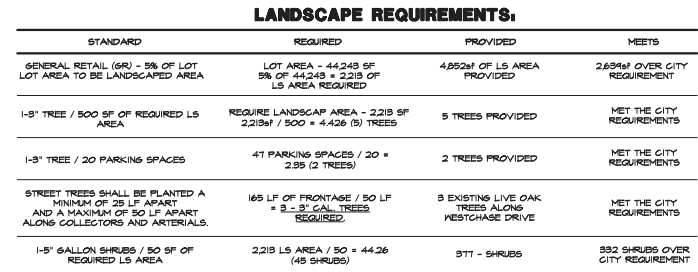 LANDSCAPE REQUIREMENTS:
STANDARD REQUIRED PROVIDED MEETS
GENERAL RETAIL (GR) - 5% OF LOT
LOT AREA TO BE LANDSCAPED AREA
LOT AREA - 44,243 SF
5% OF 44,243 = 2,213 OF
LS AREA REQUIRED
4,852sf OF LS AREA
PROVIDED
2,639sf OVER CITY
REQUIREMENT
1-3" TREE / 500 SF OF REQUIRED LS
AREA
REQUIRE LANDSCAP AREA - 2,213 SF
2,213sf / 500 = 4.426 (5) TREES
5 TREES PROVIDED
MET THE CITY
REQUIREMENTS
1-3" TREE / 20 PARKING SPACES
47 PARKING SPACES / 20 =
2.35 (2 TREES)
2 TREES PROVIDED
MET THE CITY
REQUIREMENTS
STREET TREES SHALL BE PLANTED A
MINIMUM OF 25 LF APART
AND A MAXIMUM OF 50 LF APART
ALONG COLLECTORS AND ARTERIALS.
165 LF OF FRONTAGE / 50 LF
= 3 - 3" CAL. TREES
REQUIRED.
3 EXISTING LIVE OAK
TREES ALONG
WESTCHASE DRIVE
MET THE CITY
REQUIREMENTS
1-5" GALLON SHRUBS / 50 SF OF
REQUIRED LS AREA
2,213 LS AREA / 50 = 44.26
(45 SHRUBS)
377 - SHRUBS
332 SHRUBS OVER
CITY REQUIREMENT